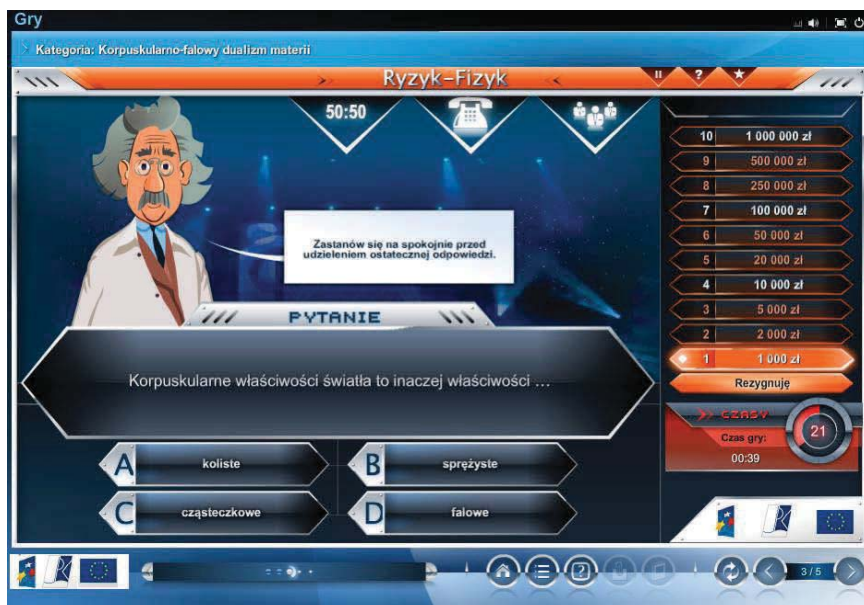 Gry
Kategoria: Korpuskularno-falowy dualizm materii
Ryzyk-Fizyk
?
50:50
Zastanów się na spokojnie przed
udzieleniem ostatecznej odpowiedzi.
PYTANIE
Korpuskularne właściwości światła to inaczej właściwości ...
A koliste
B sprężyste
C cząsteczkowe
D falowe
10 1 000 000 zł
9 500 000 zł
8 250 000 zł
7 100 000 zł
6 50 000 zł
5 20 000 zł
4 10 000 zł
3 5 000 zł
2 2 000 zł
1 1 000 zł
Rezygnuję
CZASY
Czas gry:
00:39
21
?
3/5